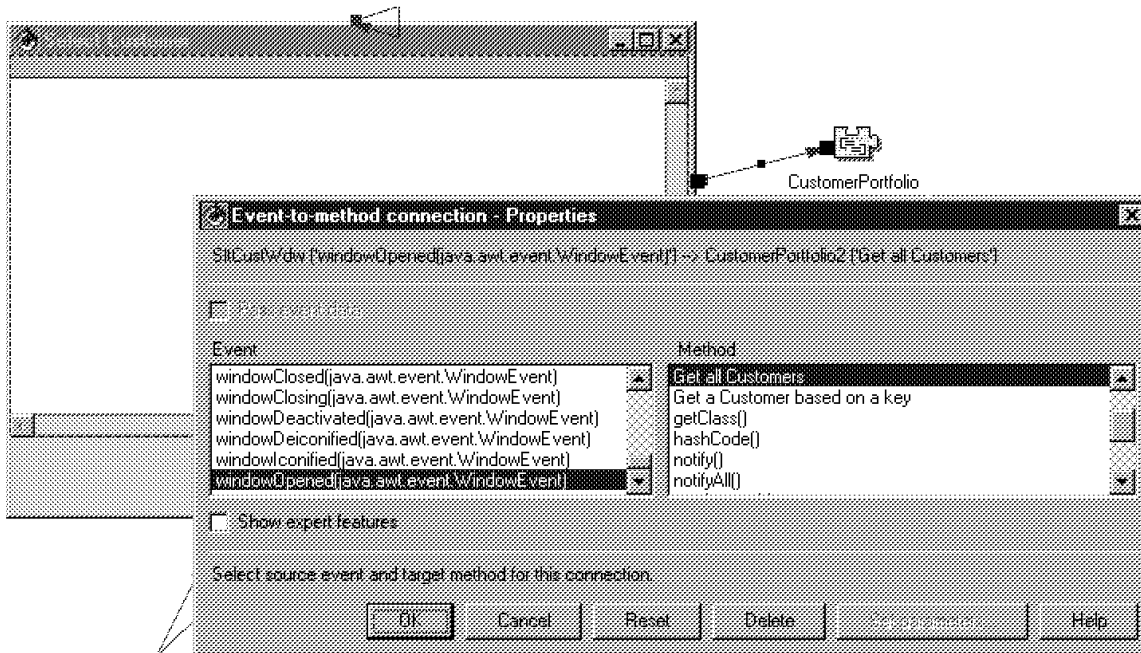 CustomerPortfolio
Event-to-method connection - Properties
SltCustWdw ('windowOpened(java.awt.event.WindowEvent)') --> CustomerPortfolio2 ('Get all Customers')
Pass event data
Event
Method
windowClosed(java.awt.event.WindowEvent)
windowClosing(java.awt.event.WindowEvent)
windowDeactivated(java.awt.event.WindowEvent)
windowDeiconified(java.awt.event.WindowEvent)
windowIconified(java.awt.event.WindowEvent)
windowOpened(java.awt.event.WindowEvent)
Get all Customers
Get a Customer based on a key
getClass()
hashCode()
notify()
notifyAll()
Show expert features
Select source event and target method for this connection.
OK
Cancel
Reset
Delete
Help